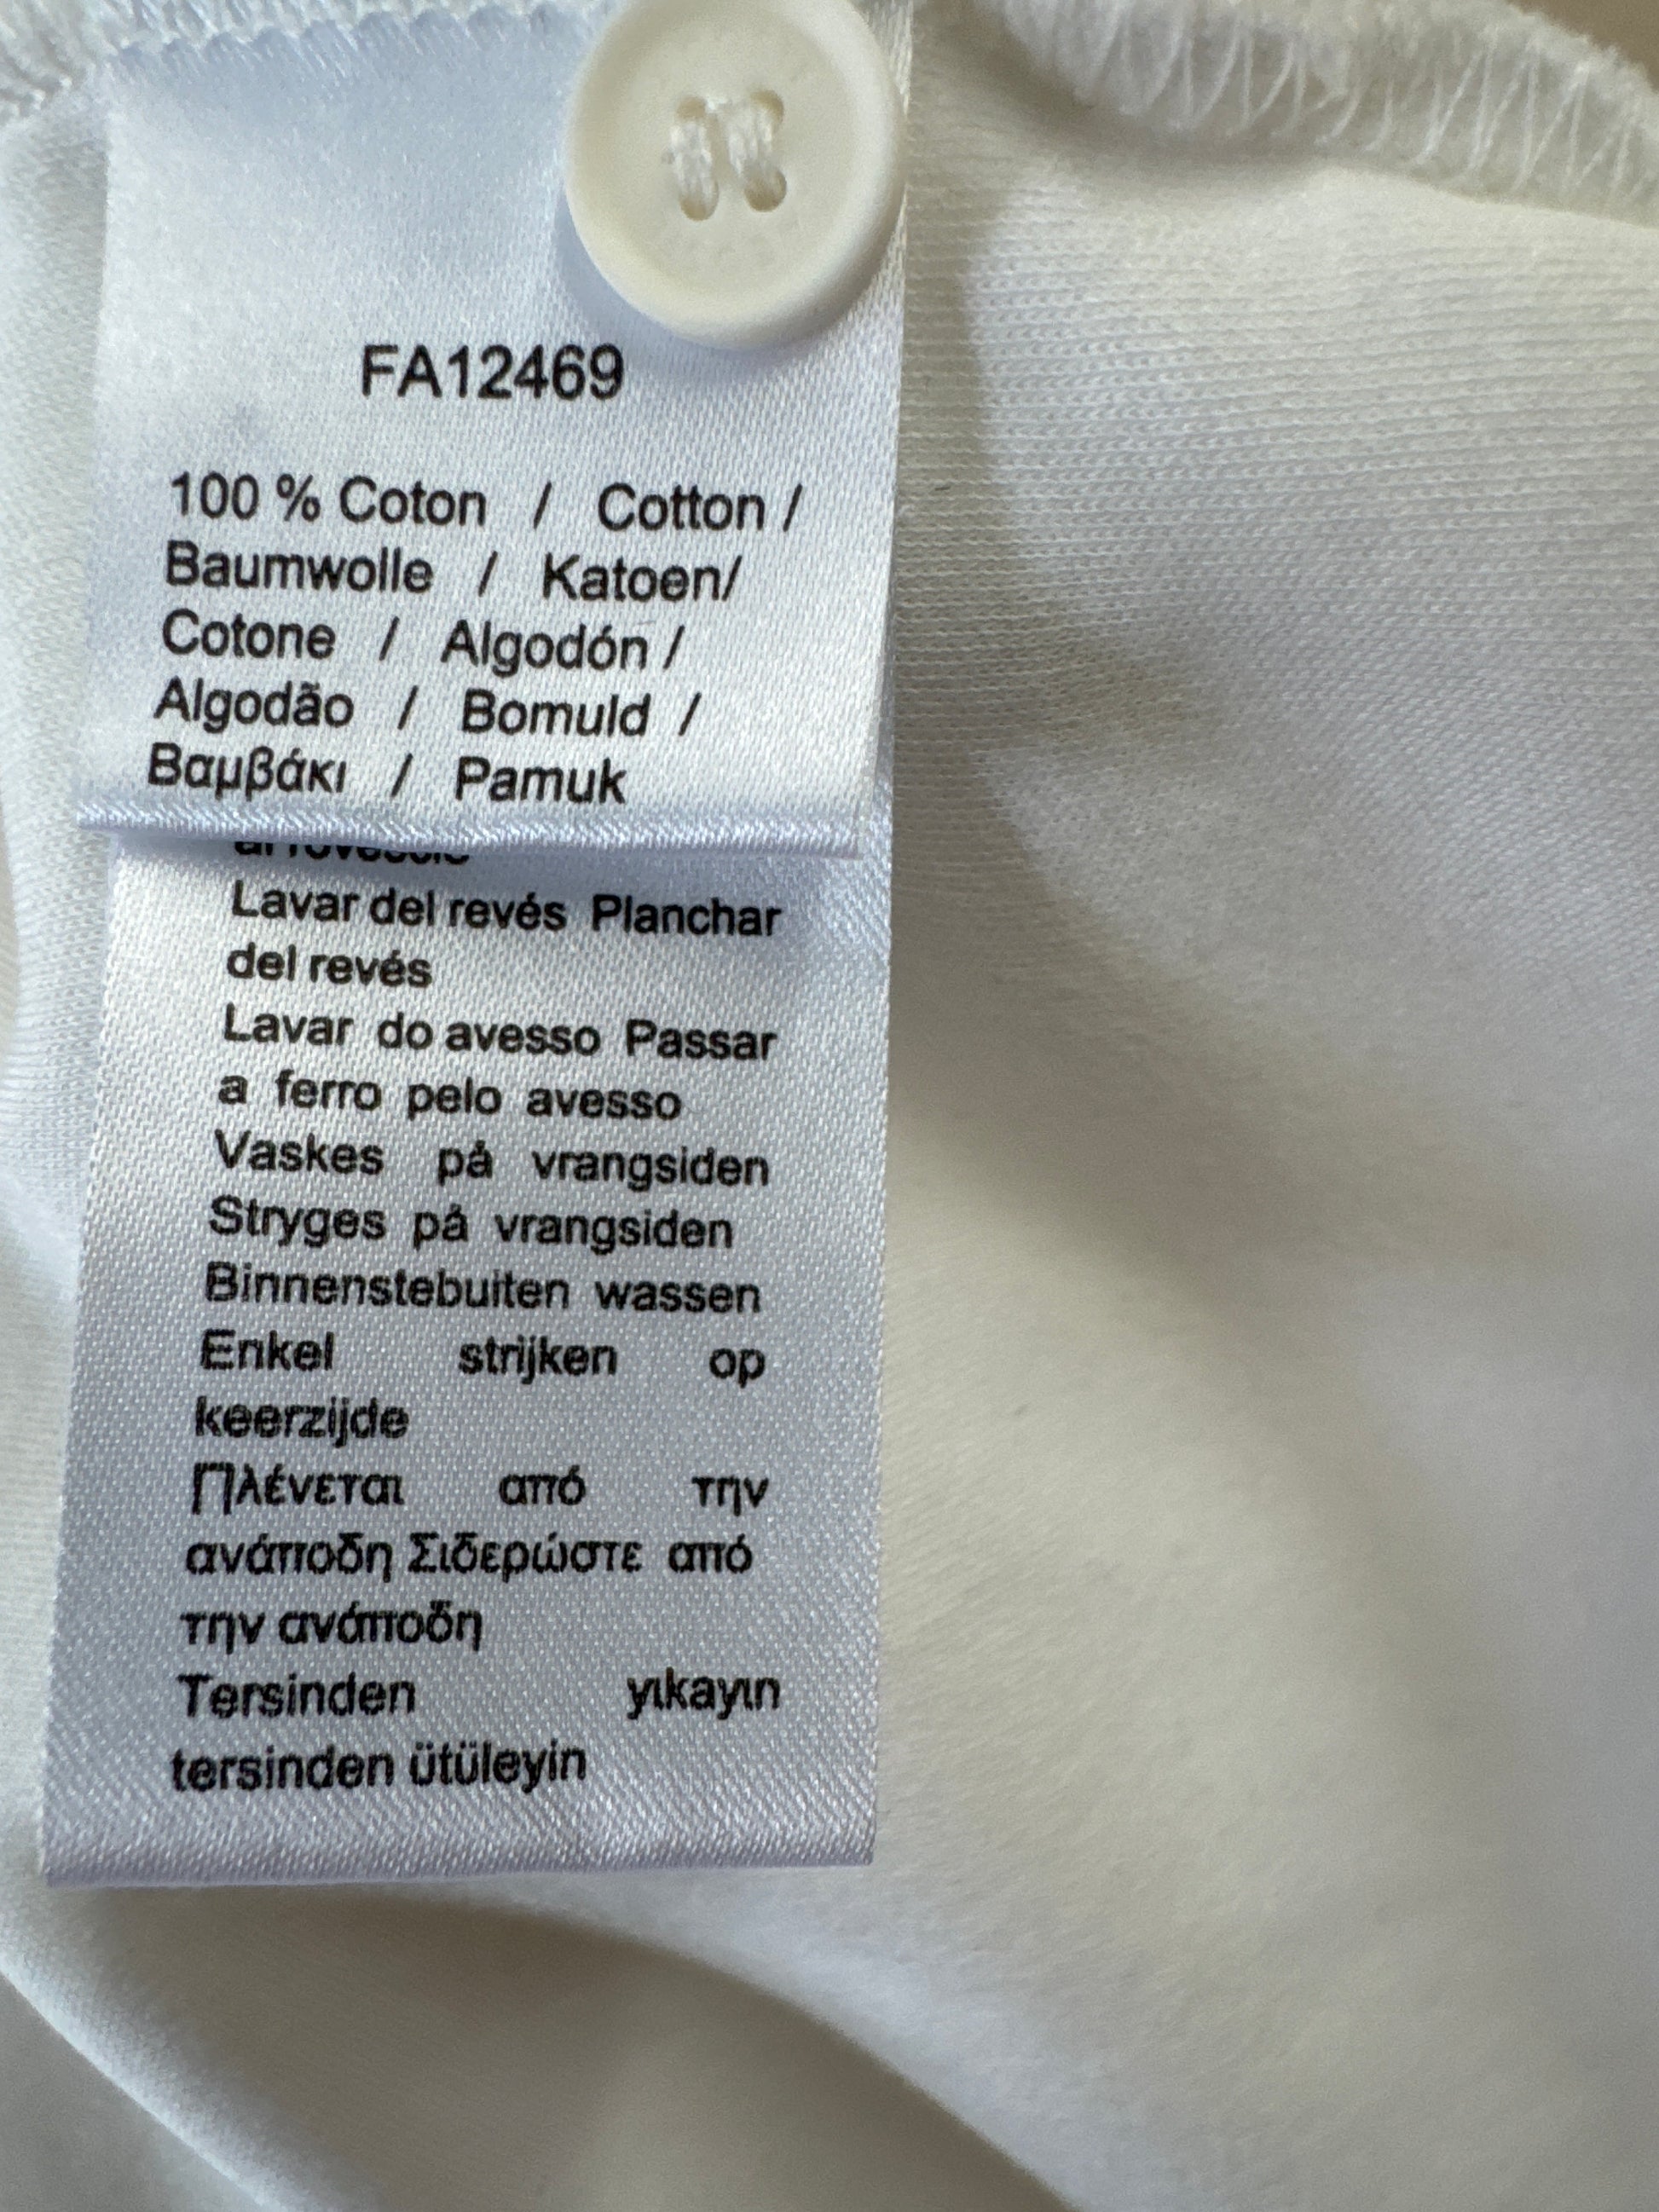 FA12469
100 % Coton / Cotton /
Baumwolle / Katoen/
Cotone / Algodón /
Algodão / Bomuld /
Βαμβάκι / Pamuk
al rovescio
Lavar del revés Planchar
del revés
Lavar do avesso Passar
a ferro pelo avesso
Vaskes på vrangsiden
Stryges på vrangsiden
Binnenstebuiten wassen
Enkel strijken op
keerzijde
Πλένεται από την
ανάποδη Σιδερώστε από
την ανάποδη
Tersinden yıkayın
tersinden ütüleyin